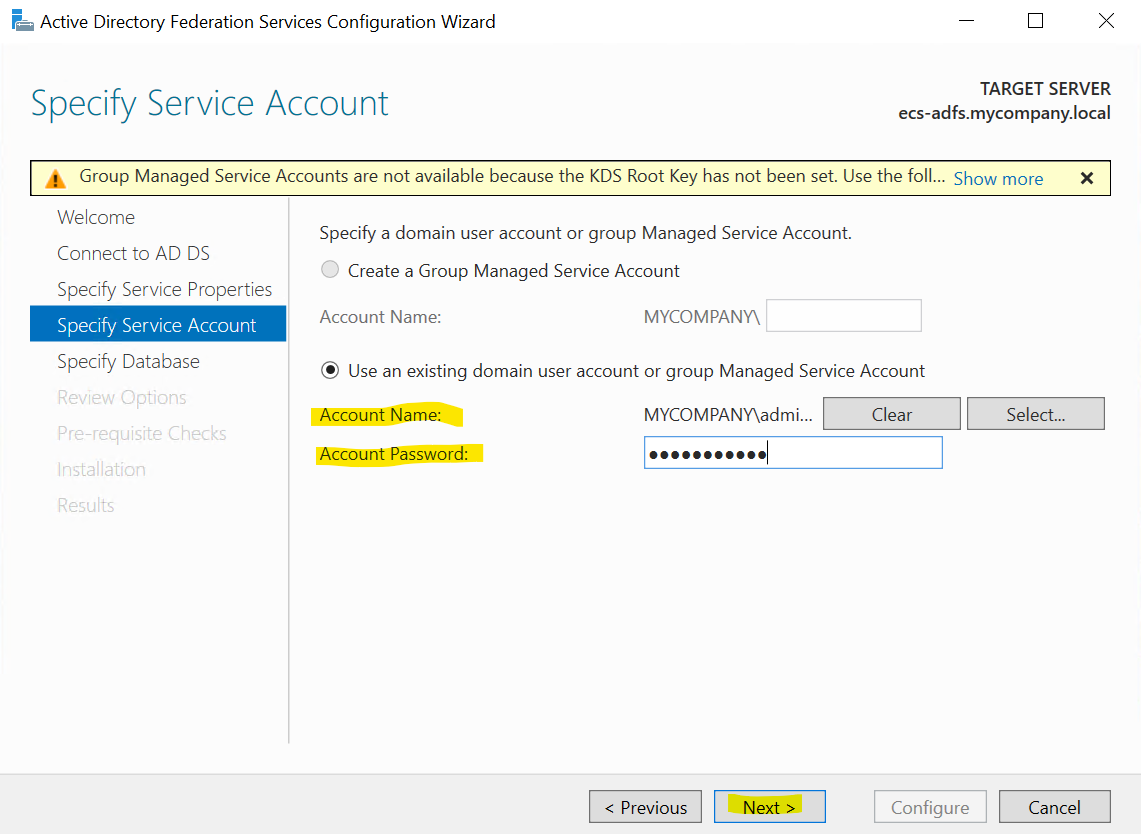 Active Directory Federation Services Configuration Wizard
Specify Service Account
TARGET SERVER
ecs-adfs.mycompany.local
Group Managed Service Accounts are not available because the KDS Root Key has not been set. Use the foll... Show more
Welcome
Connect to AD DS
Specify Service Properties
Specify Service Account
Specify Database
Review Options
Pre-requisite Checks
Installation
Results
Specify a domain user account or group Managed Service Account.
Create a Group Managed Service Account
Account Name: MYCOMPANY\
Use an existing domain user account or group Managed Service Account
Account Name: MYCOMPANY\admi... Clear Select...
Account Password: ●●●●●●●●●●●
< Previous Next > Configure Cancel